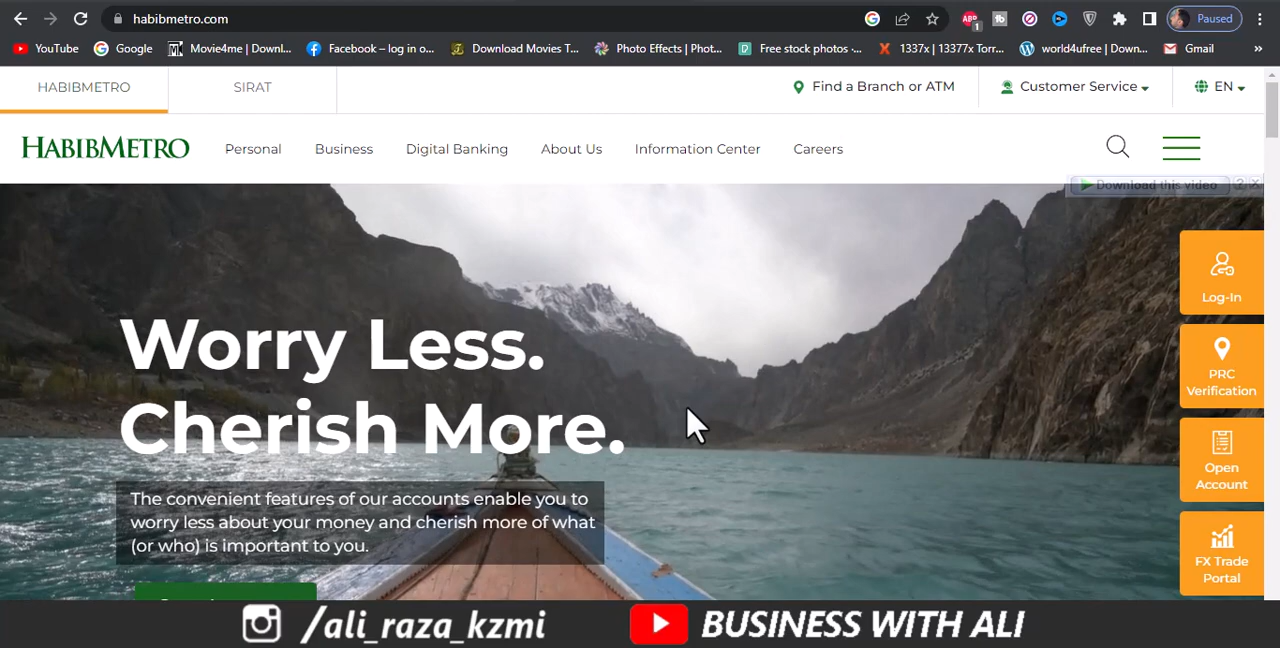 habibmetro.com
ABP
1
tb
Paused
YouTube
Google
Movie4me | Downl...
Facebook – log in o...
Download Movies T...
Photo Effects | Phot...
Free stock photos ·...
1337x | 13377x Torr...
world4ufree | Down...
Gmail
»
HABIBMETRO
SIRAT
Find a Branch or ATM
Customer Service
EN
HABIBMETRO
Personal
Business
Digital Banking
About Us
Information Center
Careers
Download this video
? X
Log-In
PRC
Verification
Open
Account
FX Trade
Portal
Worry Less.
Cherish More.
The convenient features of our accounts enable you to
worry less about your money and cherish more of what
(or who) is important to you.
/ali_raza_kzmi
BUSINESS WITH ALI